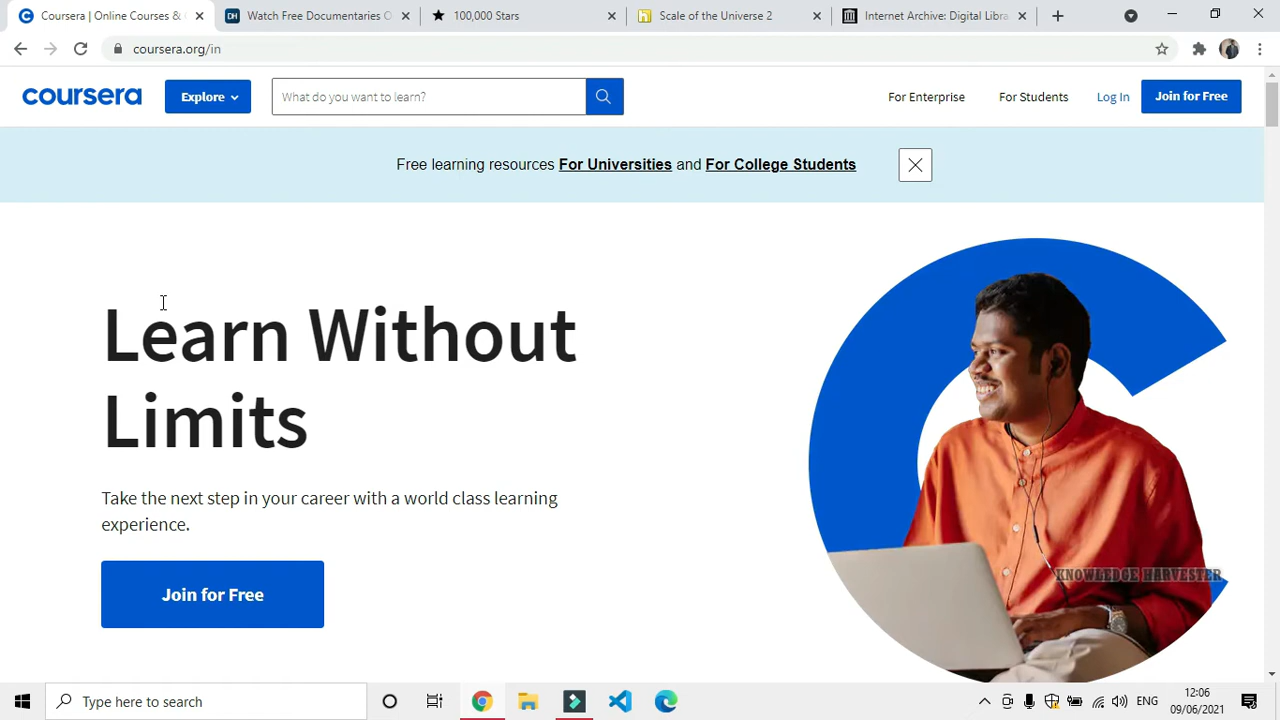 Coursera | Online Courses &
Watch Free Documentaries O
100,000 Stars
Scale of the Universe 2
Internet Archive: Digital Libra
coursera.org/in
coursera
Explore
What do you want to learn?
For Enterprise
For Students
Log In
Join for Free
Free learning resources For Universities and For College Students
Learn Without
Limits
Take the next step in your career with a world class learning
experience.
Join for Free
KNOWLEDGE HARVESTER
Type here to search
ENG
12:06
09/06/2021